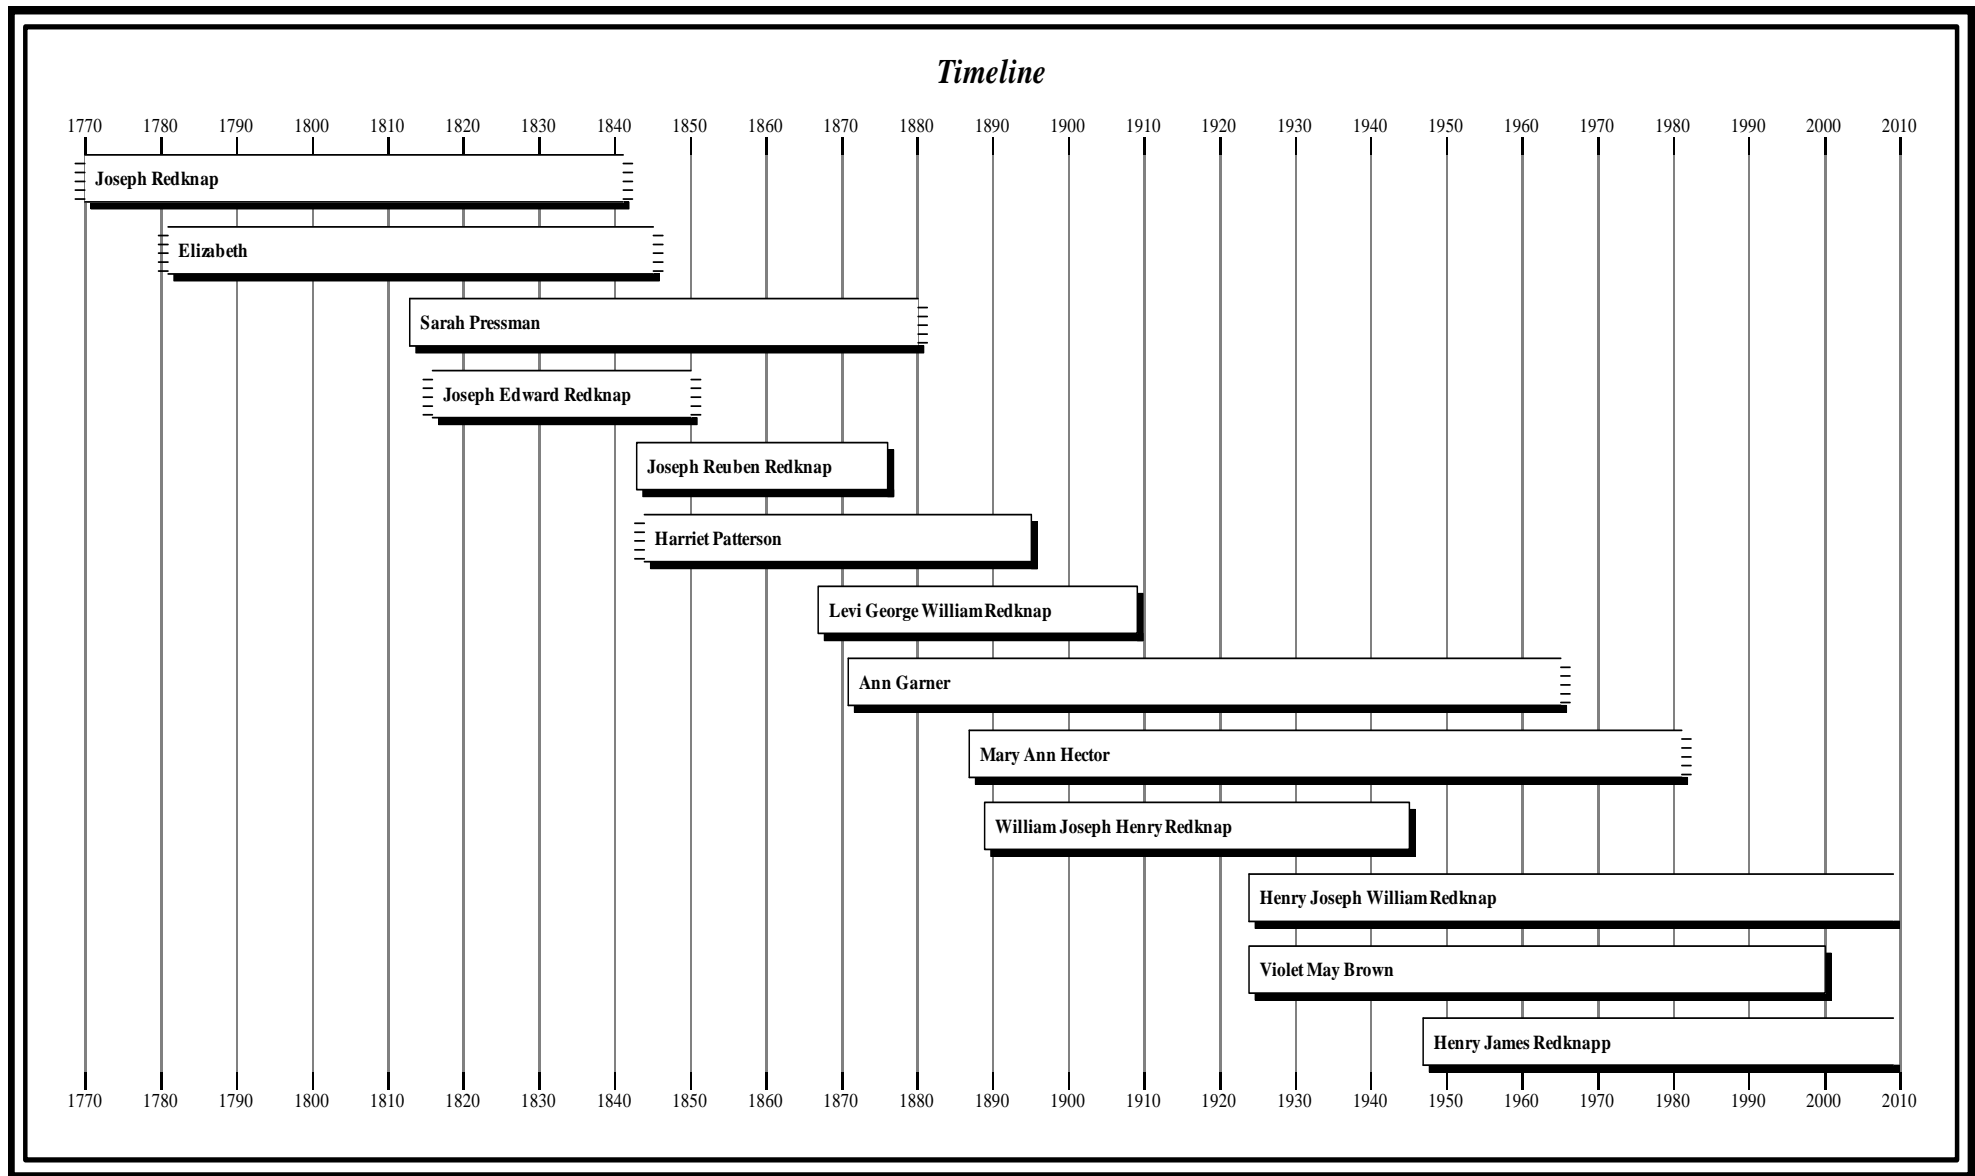 Timeline
1770 1780 1790 1800 1810 1820 1830 1840 1850 1860 1870 1880 1890 1900 1910 1920 1930 1940 1950 1960 1970 1980 1990 2000 2010
Joseph Redknap
Elizabeth
Sarah Pressman
Joseph Edward Redknap
Joseph Reuben Redknap
Harriet Patterson
Levi George William Redknap
Ann Garner
Mary Ann Hector
William Joseph Henry Redknap
Henry Joseph William Redknap
Violet May Brown
Henry James Redknapp
1770 1780 1790 1800 1810 1820 1830 1840 1850 1860 1870 1880 1890 1900 1910 1920 1930 1940 1950 1960 1970 1980 1990 2000 2010